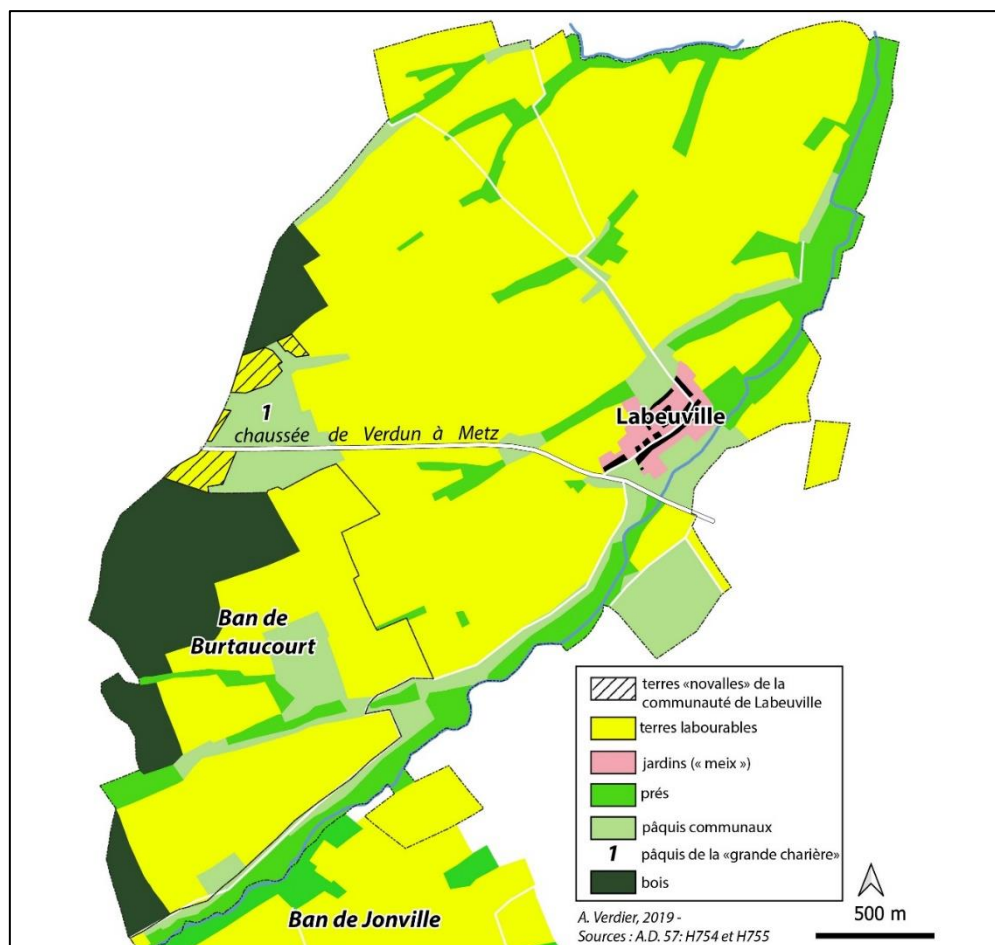 Labeuville
1
chaussée de Verdun à Metz
Ban de
Burtaucourt
Ban de Jonville
terres «novalles» de la
communauté de Labeuville
terres labourables
jardins (« meix »)
prés
pâquis communaux
1 pâquis de la «grande charière»
bois
A. Verdier, 2019 -
Sources : A.D. 57: H754 et H755
500 m